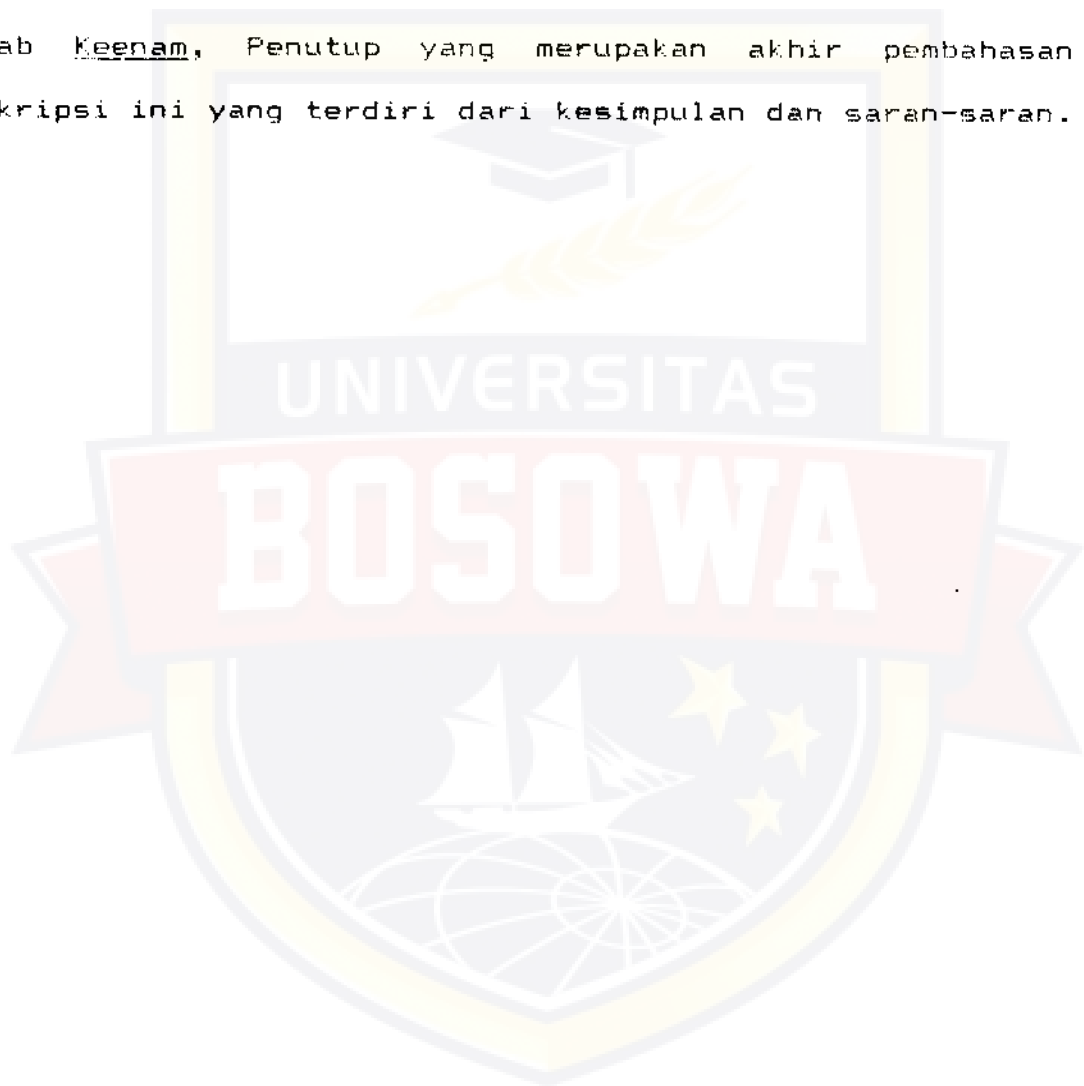 ab Keenam, Penutup yang merupakan akhir pembahasan
kripsi ini yang terdiri dari kesimpulan dan saran-saran.
UNIVERSITAS
BOSOWA